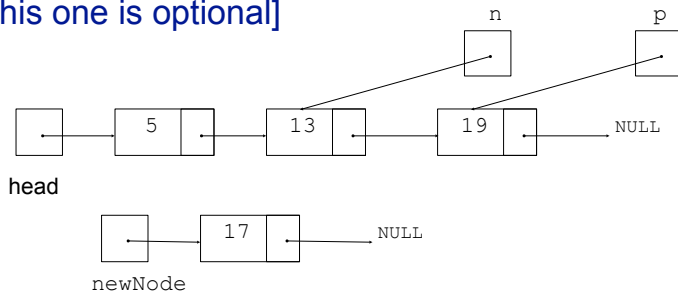 his one is optional]
n p
5 13 19 NULL
head
17 NULL
newNode